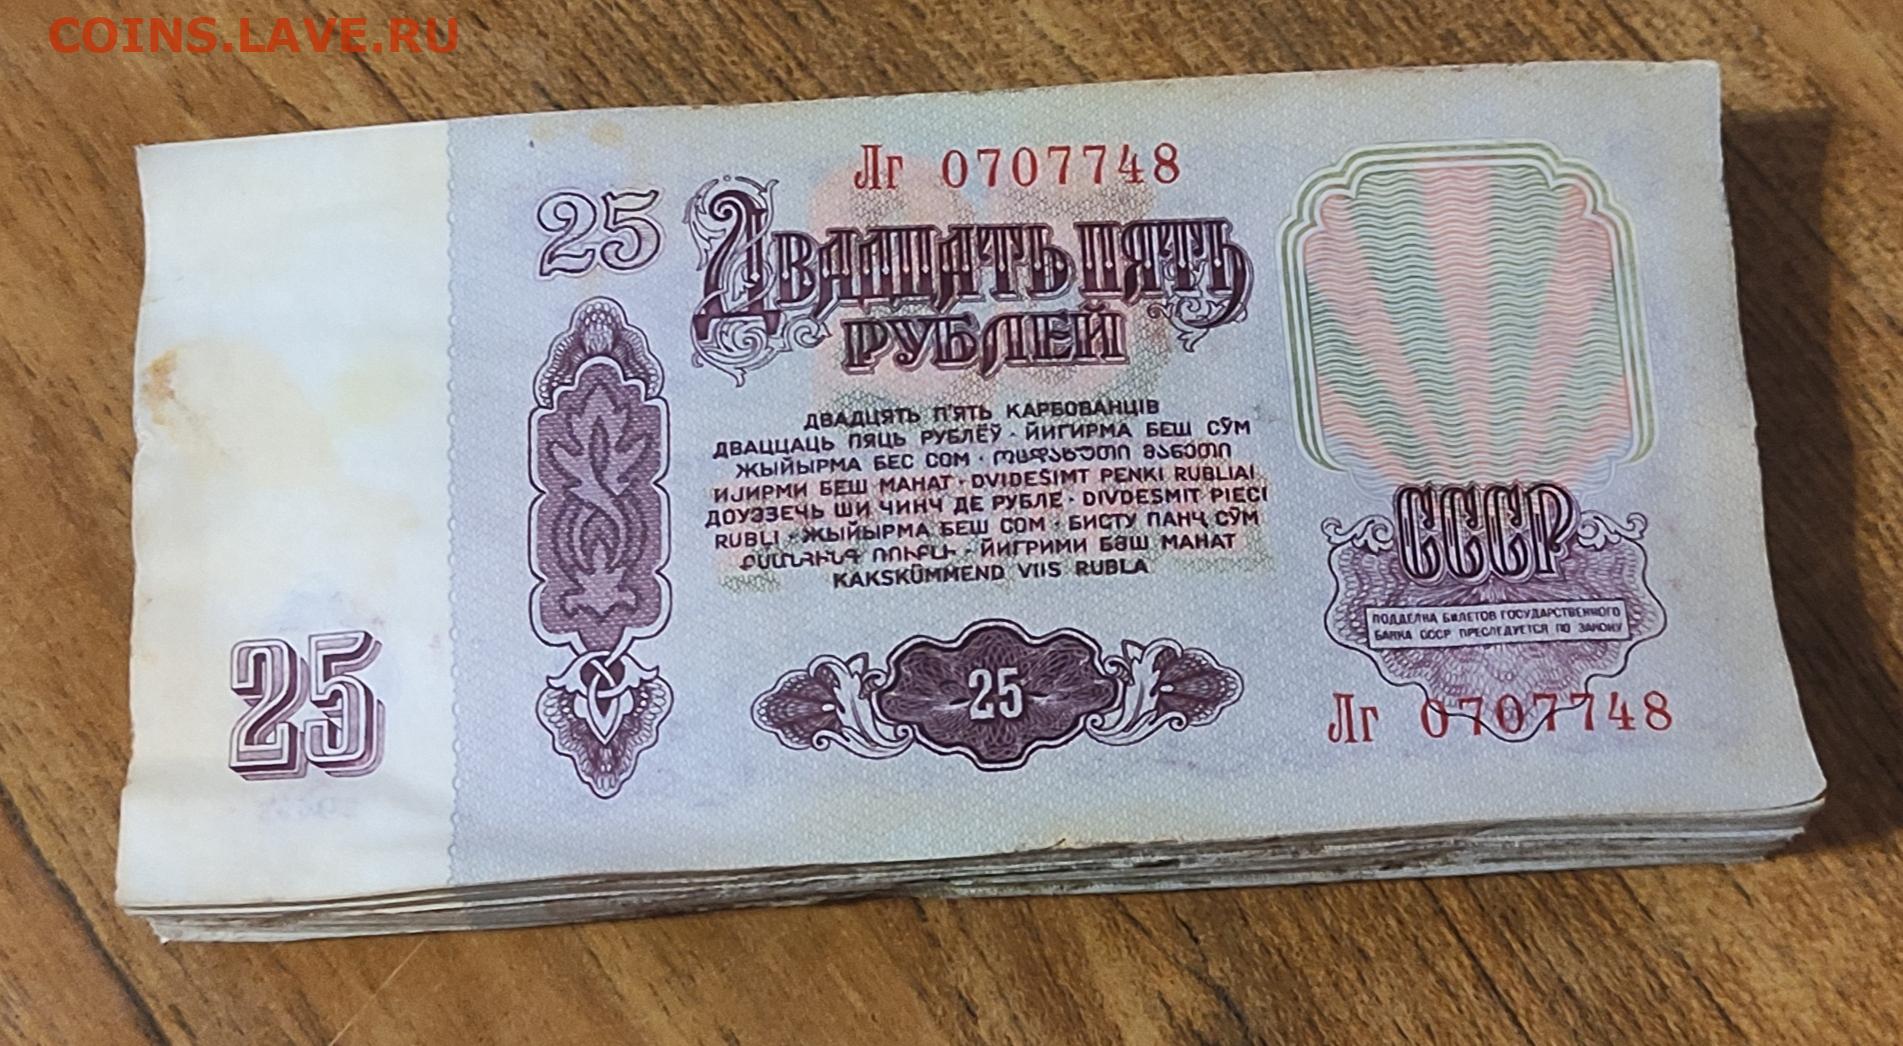 COINS.LAVE.RU
Лг 0707748
25
ДВАДЦАТЬ ПЯТЬ
РУБЛЕЙ
ДВАДЦЯТЬ П'ЯТЬ КАРБОВАНЦІВ
ДВАЦЦАЦЬ ПЯЦЬ РУБЛЁЎ · ЙИГИРМА БЕШ СЎМ
ЖЫЙЫРМА БЕС СОМ · ოცდახუთი მანეთი
ИЈИРМИ БЕШ МАНАТ · DVIDEŠIMT PENKI RUBLIAI
ДОУЭЗЕЧЬ ШИ ЧИНЧ ДЕ РУБЛЕ · DIVDESMIT PIECI
RUBĻI · ЖЫЙЫРМА БЕШ СОМ · БИСТУ ПАНҶ СӮМ
ՔՍԱՆՀԻՆԳ ՌՈՒԲԼԻ · ЙИГРИМИ БӘШ МАНАТ
KAKSKÜMMEND VIIS RUBLA
СССР
ПОДДЕЛКА БИЛЕТОВ ГОСУДАРСТВЕННОГО
БАНКА СССР ПРЕСЛЕДУЕТСЯ ПО ЗАКОНУ
25
25
Лг 0707748